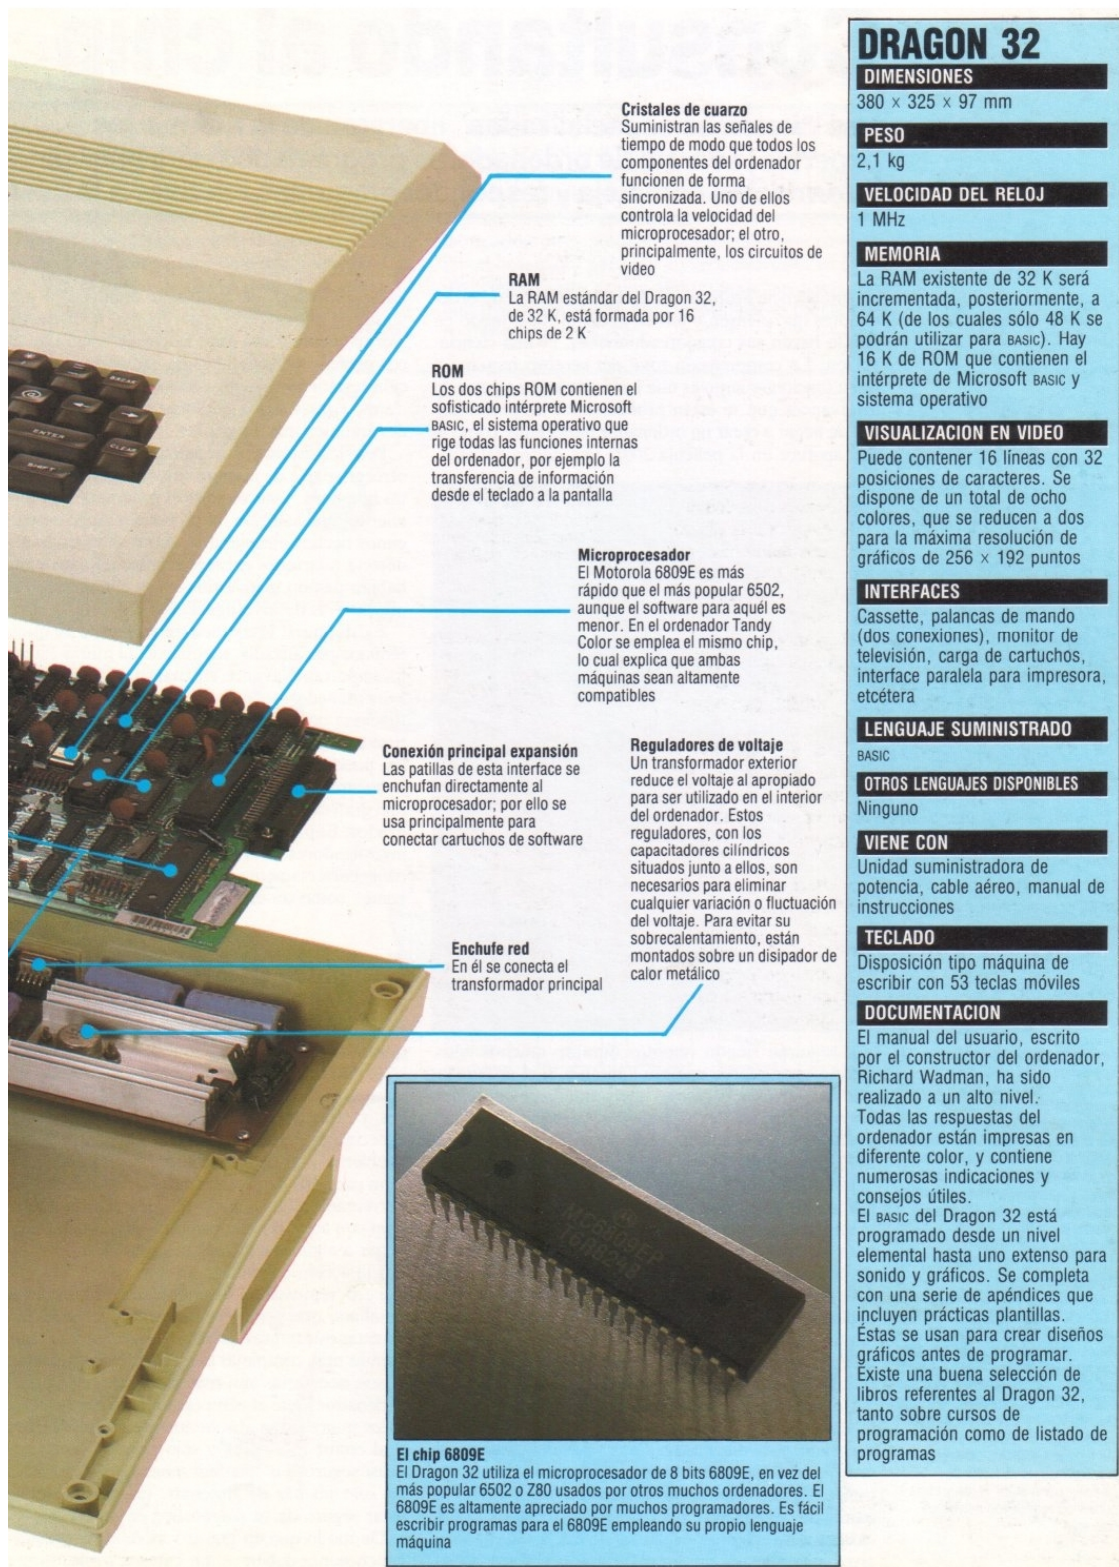 Cristales de cuarzo
Suministran las señales de
tiempo de modo que todos los
componentes del ordenador
funcionen de forma
sincronizada. Uno de ellos
controla la velocidad del
microprocesador; el otro,
principalmente, los circuitos de
video
RAM
La RAM estándar del Dragon 32,
de 32 K, está formada por 16
chips de 2 K
ROM
Los dos chips ROM contienen el
sofisticado intérprete Microsoft
BASIC, el sistema operativo que
rige todas las funciones internas
del ordenador, por ejemplo la
transferencia de información
desde el teclado a la pantalla
Microprocesador
El Motorola 6809E es más
rápido que el más popular 6502,
aunque el software para aquél es
menor. En el ordenador Tandy
Color se emplea el mismo chip,
lo cual explica que ambas
máquinas sean altamente
compatibles
Conexión principal expansión
Las patillas de esta interface se
enchufan directamente al
microprocesador; por ello se
usa principalmente para
conectar cartuchos de software
Reguladores de voltaje
Un transformador exterior
reduce el voltaje al apropiado
para ser utilizado en el interior
del ordenador. Estos
reguladores, con los
capacitadores cilíndricos
situados junto a ellos, son
necesarios para eliminar
cualquier variación o fluctuación
del voltaje. Para evitar su
sobrecalentamiento, están
montados sobre un disipador de
calor metálico
Enchufe red
En él se conecta el
transformador principal
BREAK
ENTER
CLEAR
SHIFT
El chip 6809E
El Dragon 32 utiliza el microprocesador de 8 bits 6809E, en vez del
más popular 6502 o Z80 usados por otros muchos ordenadores. El
6809E es altamente apreciado por muchos programadores. Es fácil
escribir programas para el 6809E empleando su propio lenguaje
máquina
DRAGON 32
DIMENSIONES
380 × 325 × 97 mm
PESO
2,1 kg
VELOCIDAD DEL RELOJ
1 MHz
MEMORIA
La RAM existente de 32 K será
incrementada, posteriormente, a
64 K (de los cuales sólo 48 K se
podrán utilizar para BASIC). Hay
16 K de ROM que contienen el
intérprete de Microsoft BASIC y
sistema operativo
VISUALIZACION EN VIDEO
Puede contener 16 líneas con 32
posiciones de caracteres. Se
dispone de un total de ocho
colores, que se reducen a dos
para la máxima resolución de
gráficos de 256 × 192 puntos
INTERFACES
Cassette, palancas de mando
(dos conexiones), monitor de
televisión, carga de cartuchos,
interface paralela para impresora,
etcétera
LENGUAJE SUMINISTRADO
BASIC
OTROS LENGUAJES DISPONIBLES
Ninguno
VIENE CON
Unidad suministradora de
potencia, cable aéreo, manual de
instrucciones
TECLADO
Disposición tipo máquina de
escribir con 53 teclas móviles
DOCUMENTACION
El manual del usuario, escrito
por el constructor del ordenador,
Richard Wadman, ha sido
realizado a un alto nivel.
Todas las respuestas del
ordenador están impresas en
diferente color, y contiene
numerosas indicaciones y
consejos útiles.
El BASIC del Dragon 32 está
programado desde un nivel
elemental hasta uno extenso para
sonido y gráficos. Se completa
con una serie de apéndices que
incluyen prácticas plantillas.
Éstas se usan para crear diseños
gráficos antes de programar.
Existe una buena selección de
libros referentes al Dragon 32,
tanto sobre cursos de
programación como de listado de
programas